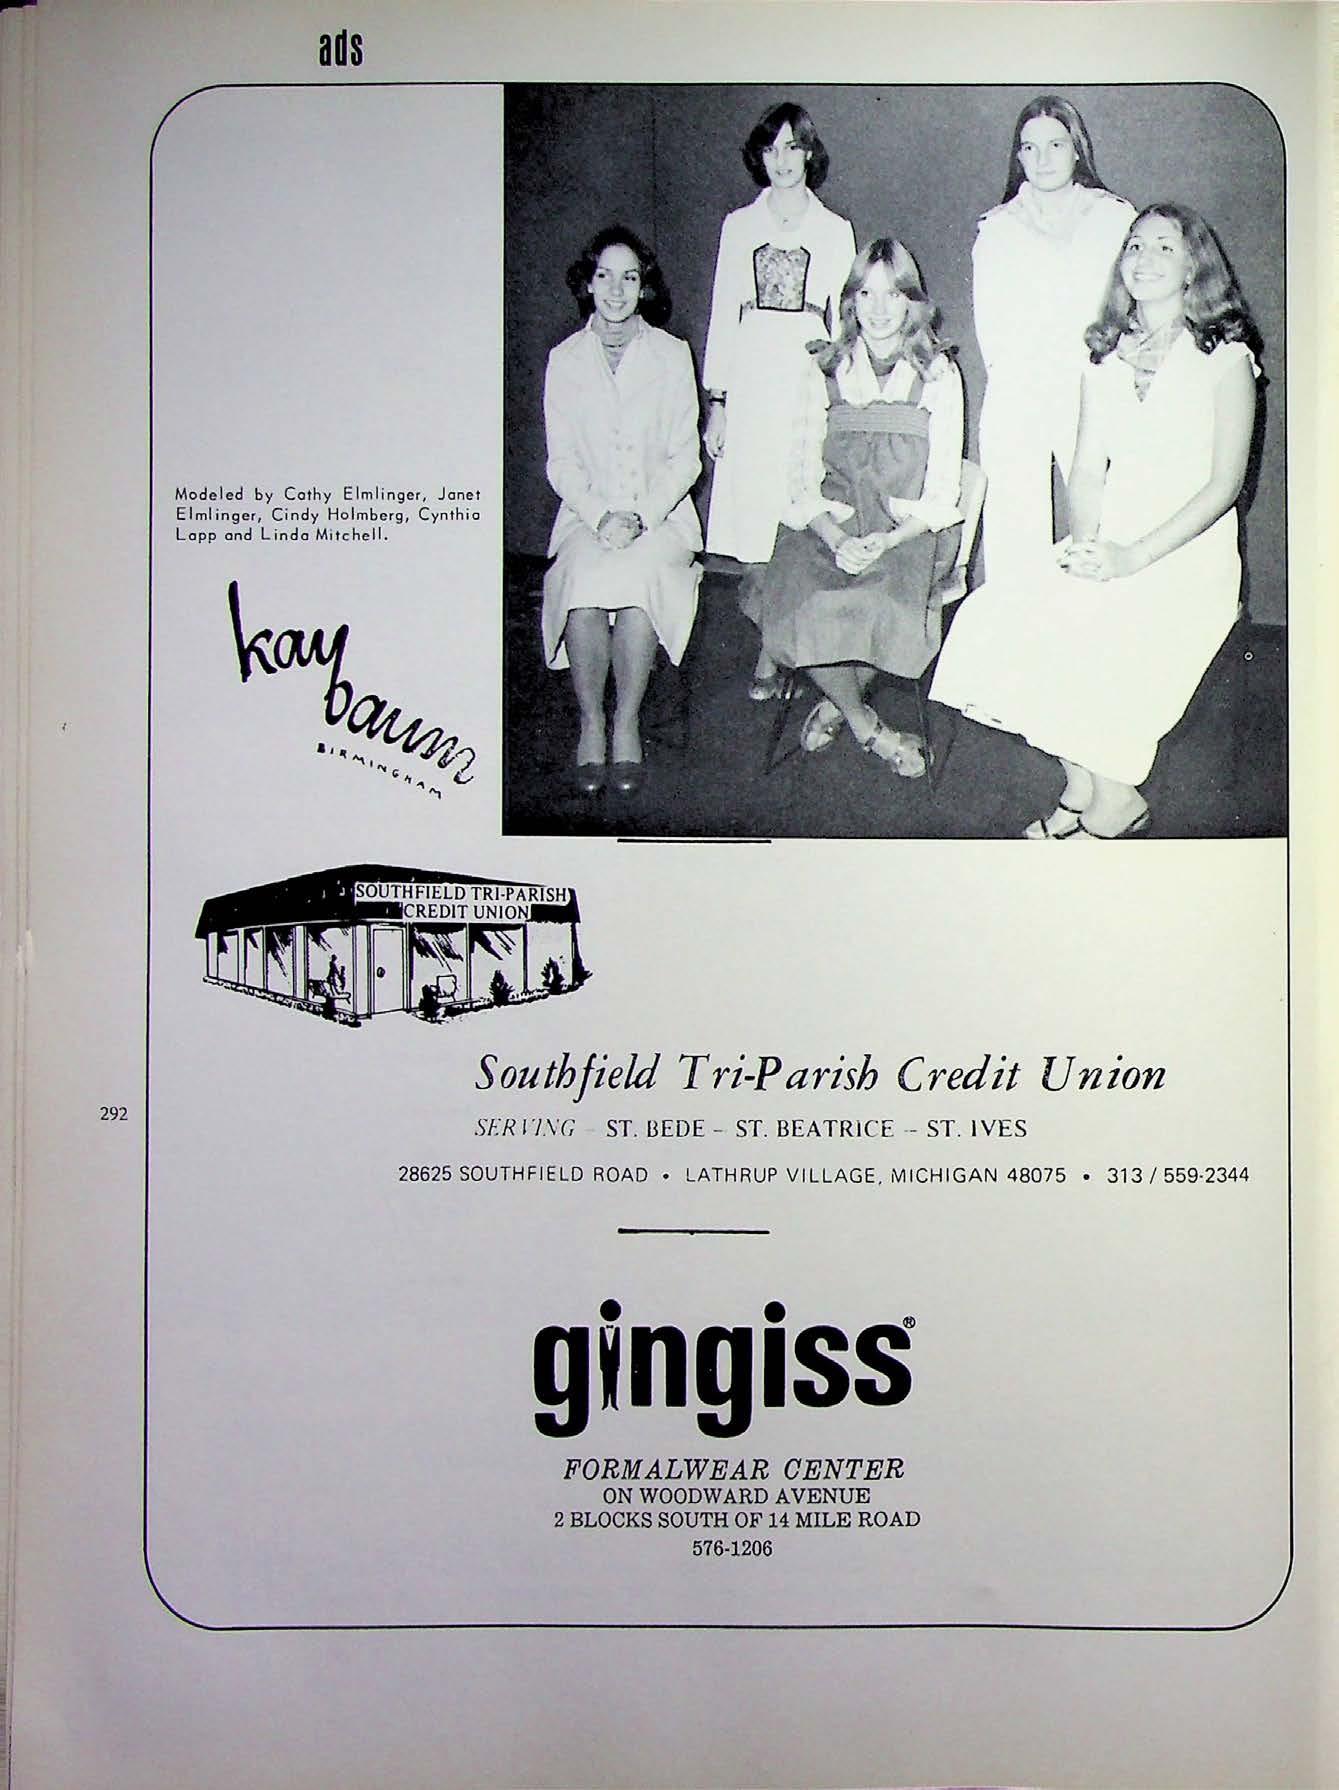 ads
Modeled by Cathy Elmlinger, Janet
Elmlinger, Cindy Holmberg, Cynthia
Lapp and Linda Mitchell.
kay
baum
BIRMINGHAM
SOUTHFIELD TRI-PARISH
CREDIT UNION
Southfield Tri-Parish Credit Union
SERVING – ST. BEDE – ST. BEATRICE – ST. IVES
292
28625 SOUTHFIELD ROAD • LATHRUP VILLAGE, MICHIGAN 48075 • 313 / 559-2344
gingiss®
FORMALWEAR CENTER
ON WOODWARD AVENUE
2 BLOCKS SOUTH OF 14 MILE ROAD
576-1206